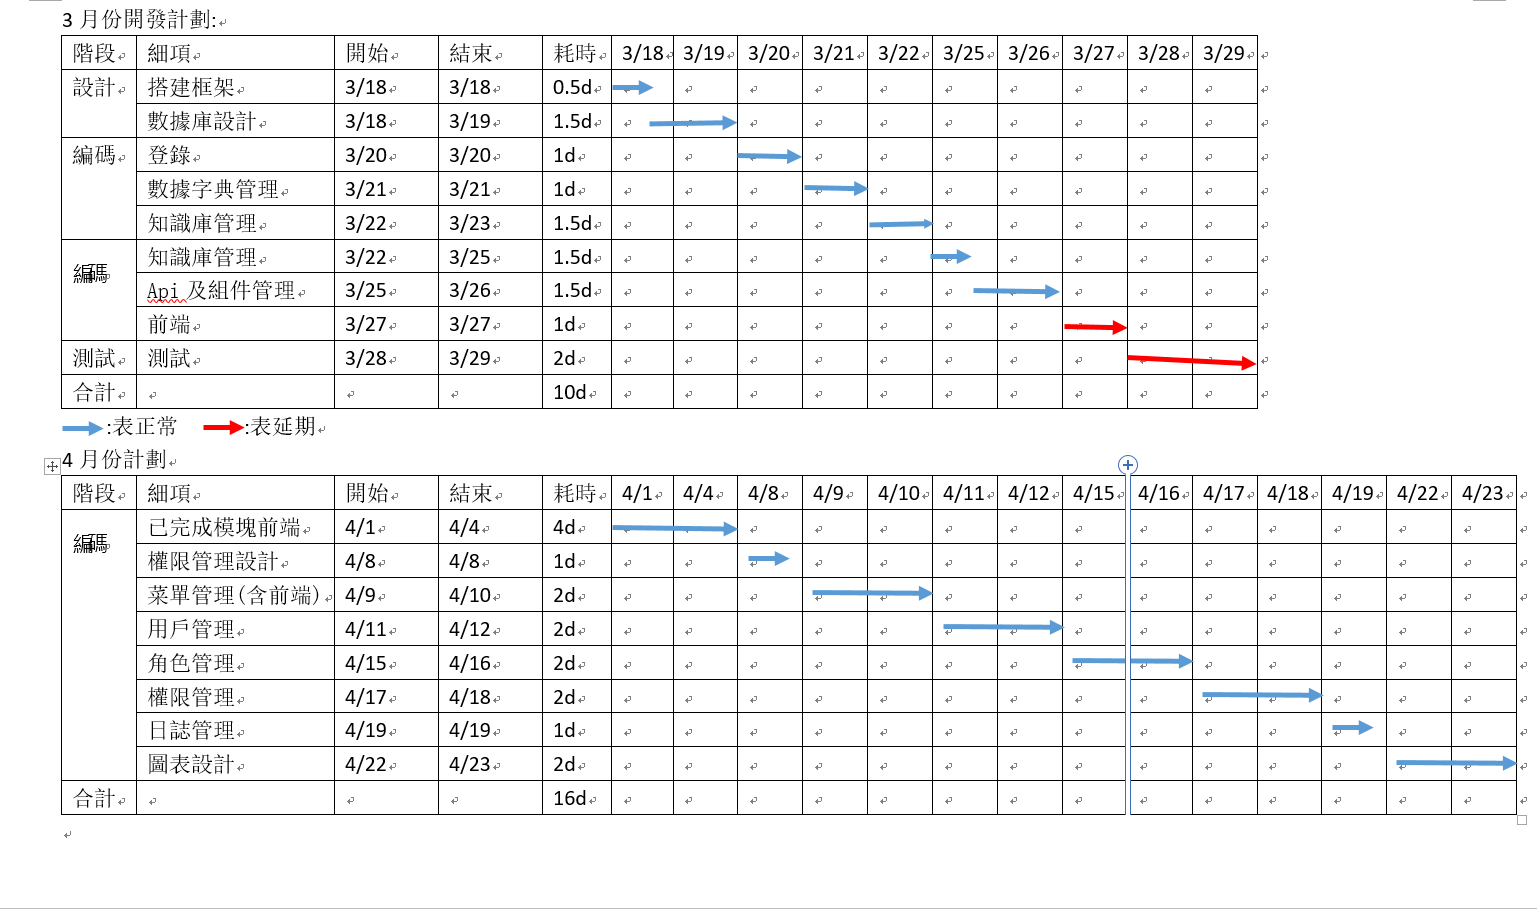 3 月份開發計劃:
階段 細項 開始 結束 耗時 3/18 3/19 3/20 3/21 3/22 3/25 3/26 3/27 3/28 3/29
設計 搭建框架 3/18 3/18 0.5d
數據庫設計 3/18 3/19 1.5d
編碼 登錄 3/20 3/20 1d
數據字典管理 3/21 3/21 1d
知識庫管理 3/22 3/23 1.5d
編碼 知識庫管理 3/22 3/25 1.5d
Api 及組件管理 3/25 3/26 1.5d
前端 3/27 3/27 1d
測試 測試 3/28 3/29 2d
合計 10d
:表正常 :表延期
4 月份計劃
階段 細項 開始 結束 耗時 4/1 4/4 4/8 4/9 4/10 4/11 4/12 4/15 4/16 4/17 4/18 4/19 4/22 4/23
編碼 已完成模塊前端 4/1 4/4 4d
權限管理設計 4/8 4/8 1d
菜單管理(含前端) 4/9 4/10 2d
用戶管理 4/11 4/12 2d
角色管理 4/15 4/16 2d
權限管理 4/17 4/18 2d
日誌管理 4/19 4/19 1d
圖表設計 4/22 4/23 2d
合計 16d